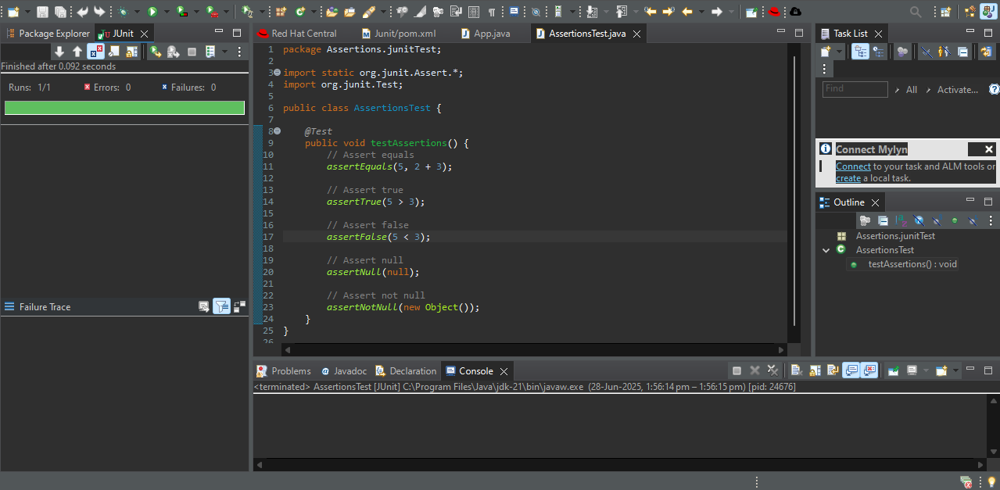 Package Explorer
JUnit
Finished after 0.092 seconds
Runs: 1/1
Errors: 0
Failures: 0
Failure Trace
Red Hat Central
Junit/pom.xml
App.java
AssertionsTest.java
1 package Assertions.junitTest;
2
3 import static org.junit.Assert.*;
4 import org.junit.Test;
5
6 public class AssertionsTest {
7
8 @Test
9 public void testAssertions() {
10 // Assert equals
11 assertEquals(5, 2 + 3);
12
13 // Assert true
14 assertTrue(5 > 3);
15
16 // Assert false
17 assertFalse(5 < 3);
18
19 // Assert null
20 assertNull(null);
21
22 // Assert not null
23 assertNotNull(new Object());
24 }
25 }
26
Problems
Javadoc
Declaration
Console
<terminated> AssertionsTest [JUnit] C:\Program Files\Java\jdk-21\bin\javaw.exe (28-Jun-2025, 1:56:14 pm – 1:56:15 pm) [pid: 24676]
Task List
Find
All
Activate...
Connect Mylyn
Connect to your task and ALM tools or
create a local task.
Outline
Assertions.junitTest
AssertionsTest
testAssertions() : void